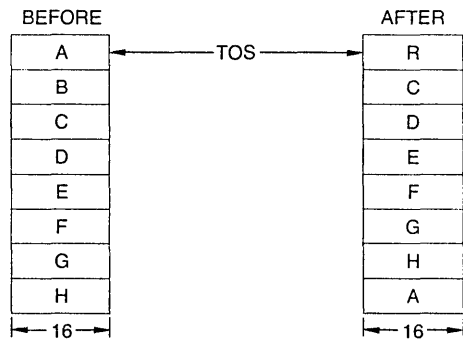 BEFORE AFTER
A TOS R
B C
C D
D E
E F
F G
G H
H A
16 16